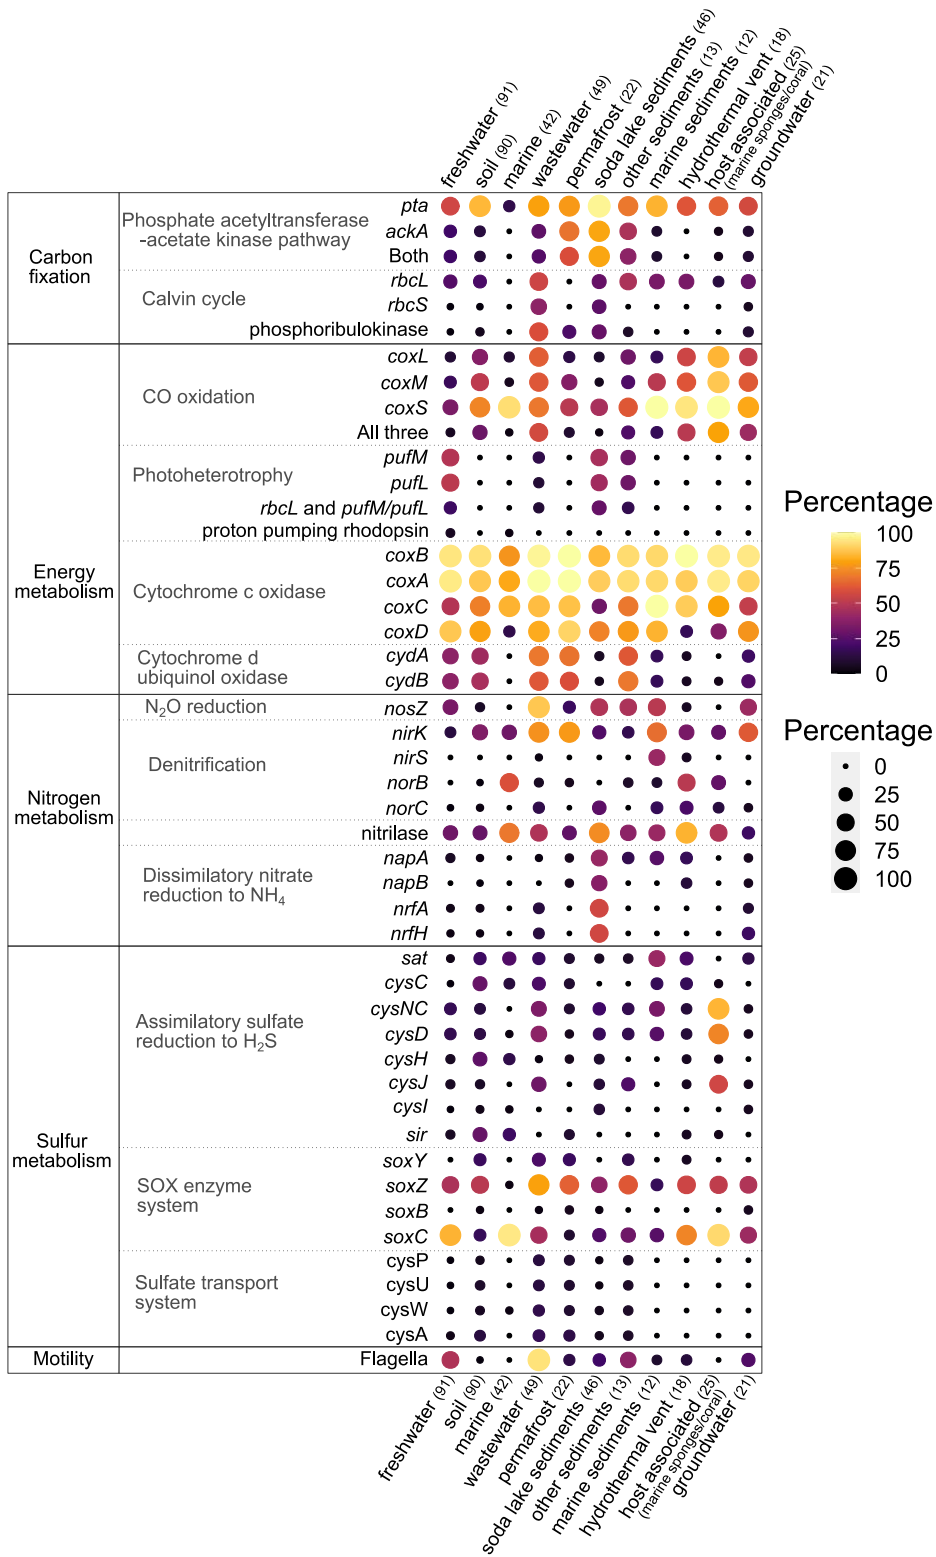 freshwater (91)
soil (90)
marine (42)
wastewater (49)
permafrost (22)
soda lake sediments (46)
other sediments (13)
marine sediments (12)
hydrothermal vent (18)
host associated (25)
(marine sponges/coral)
groundwater (21)
Carbon
fixation
Phosphate acetyltransferase
-acetate kinase pathway
pta
ackA
Both
Calvin cycle
rbcL
rbcS
phosphoribulokinase
Energy
metabolism
CO oxidation
coxL
coxM
coxS
All three
Photoheterotrophy
pufM
pufL
rbcL and pufM/pufL
proton pumping rhodopsin
Cytochrome c oxidase
coxB
coxA
coxC
coxD
Cytochrome d
ubiquinol oxidase
cydA
cydB
Nitrogen
metabolism
N₂O reduction
nosZ
Denitrification
nirK
nirS
norB
norC
nitrilase
Dissimilatory nitrate
reduction to NH₄
napA
napB
nrfA
nrfH
Sulfur
metabolism
Assimilatory sulfate
reduction to H₂S
sat
cysC
cysNC
cysD
cysH
cysJ
cysI
sir
SOX enzyme
system
soxY
soxZ
soxB
soxC
Sulfate transport
system
cysP
cysU
cysW
cysA
Motility
Flagella
freshwater (91)
soil (90)
marine (42)
wastewater (49)
permafrost (22)
soda lake sediments (46)
other sediments (13)
marine sediments (12)
hydrothermal vent (18)
host associated (25)
(marine sponges/coral)
groundwater (21)
Percentage
100
75
50
25
0
Percentage
0
25
50
75
100